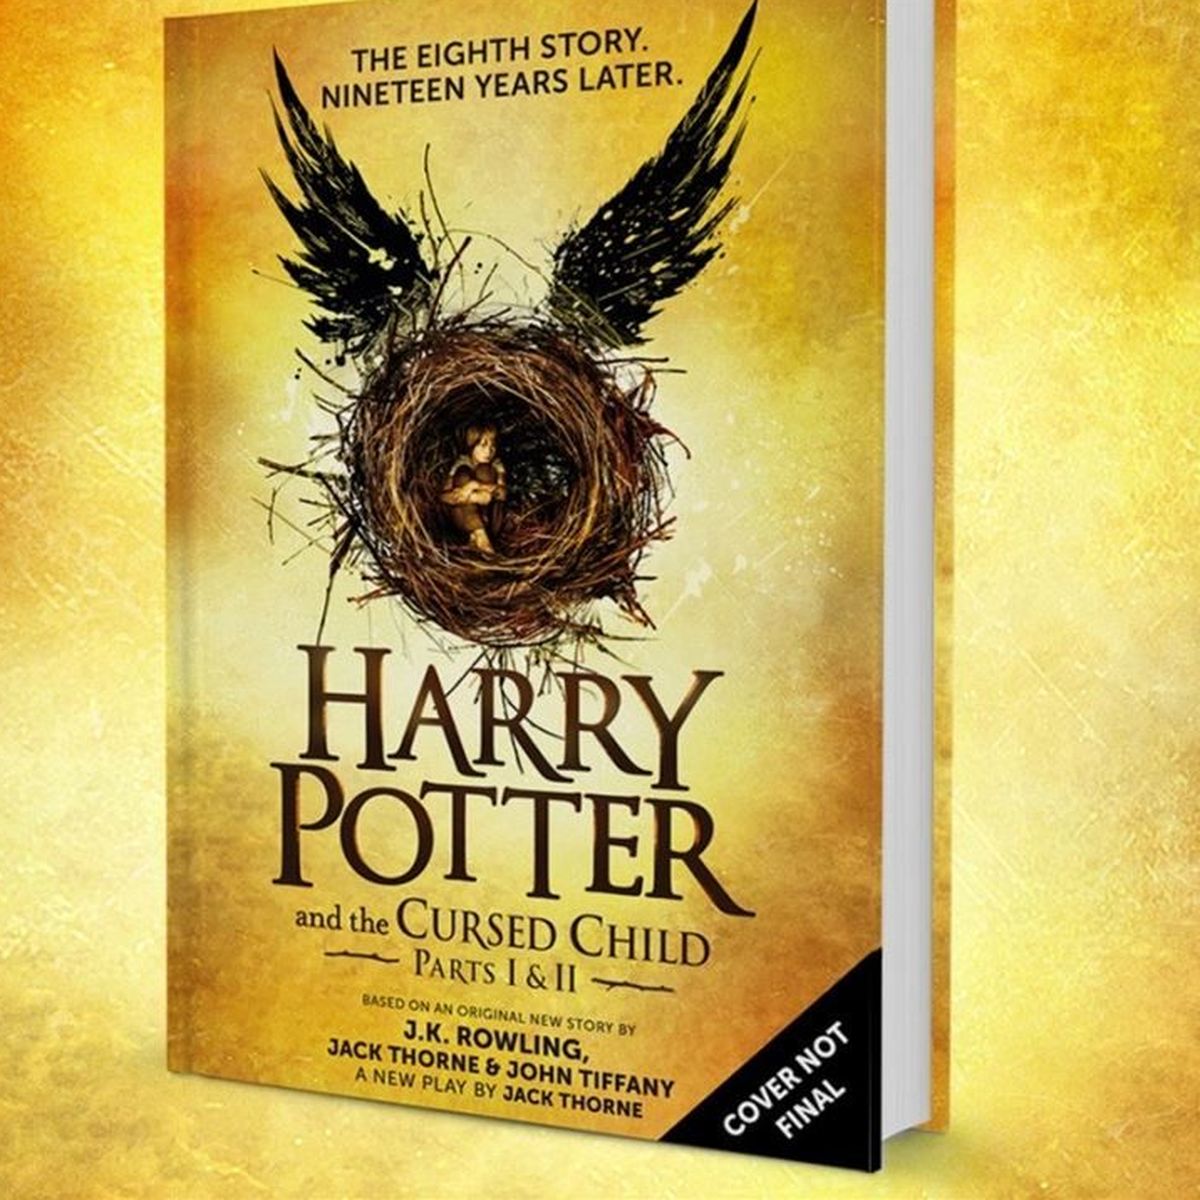 THE EIGHTH STORY.
NINETEEN YEARS LATER.
HARRY
POTTER
and the CURSED CHILD
PARTS I & II
BASED ON AN ORIGINAL NEW STORY BY
J.K. ROWLING,
JACK THORNE & JOHN TIFFANY
A NEW PLAY BY JACK THORNE
COVER NOT
FINAL